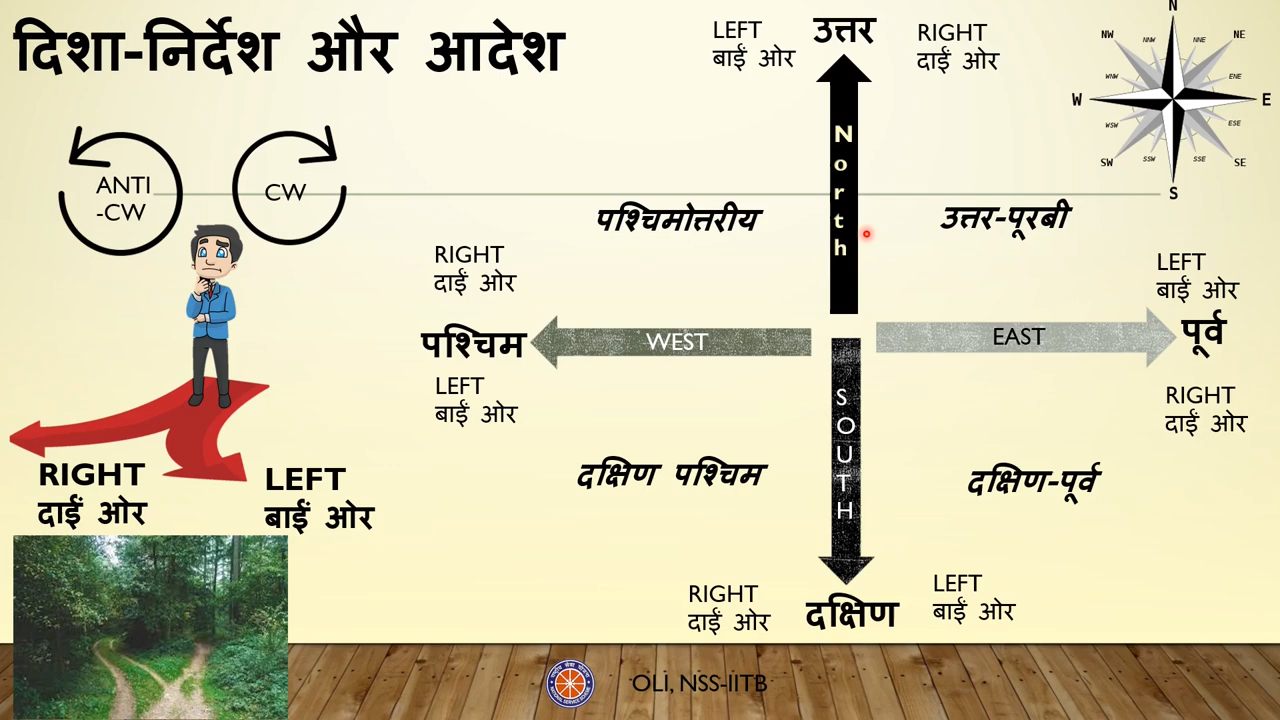 दिशा-निर्देश और आदेश
LEFT
बाईं ओर
उत्तर
RIGHT
दाईं ओर
N
NNW
NNE
NW
NE
WNW
ENE
W
E
WSW
ESE
SW
SSW
SSE
SE
S
ANTI
-CW
CW
North
पश्चिमोत्तरीय
उत्तर-पूरबी
RIGHT
दाईं ओर
पश्चिम
LEFT
बाईं ओर
WEST
EAST
LEFT
बाईं ओर
पूर्व
RIGHT
दाईं ओर
SOUTH
दक्षिण पश्चिम
दक्षिण-पूर्व
RIGHT
दाईं ओर
LEFT
बाईं ओर
RIGHT
दाईं ओर
दक्षिण
LEFT
बाईं ओर
OLI, NSS-IITB